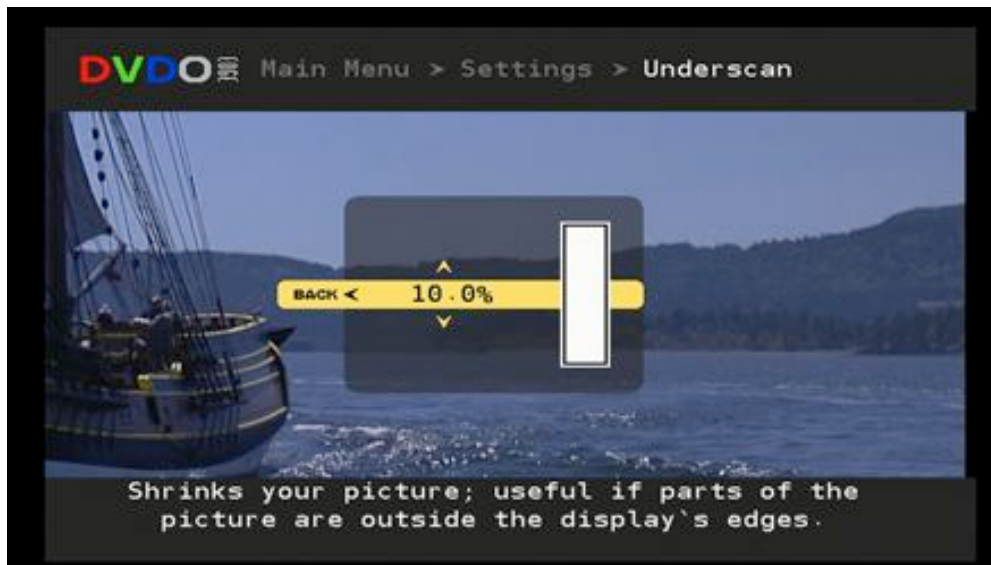 DVDO EDGE Main Menu > Settings > Underscan
BACK < 10.0%
Shrinks your picture; useful if parts of the
picture are outside the display`s edges.